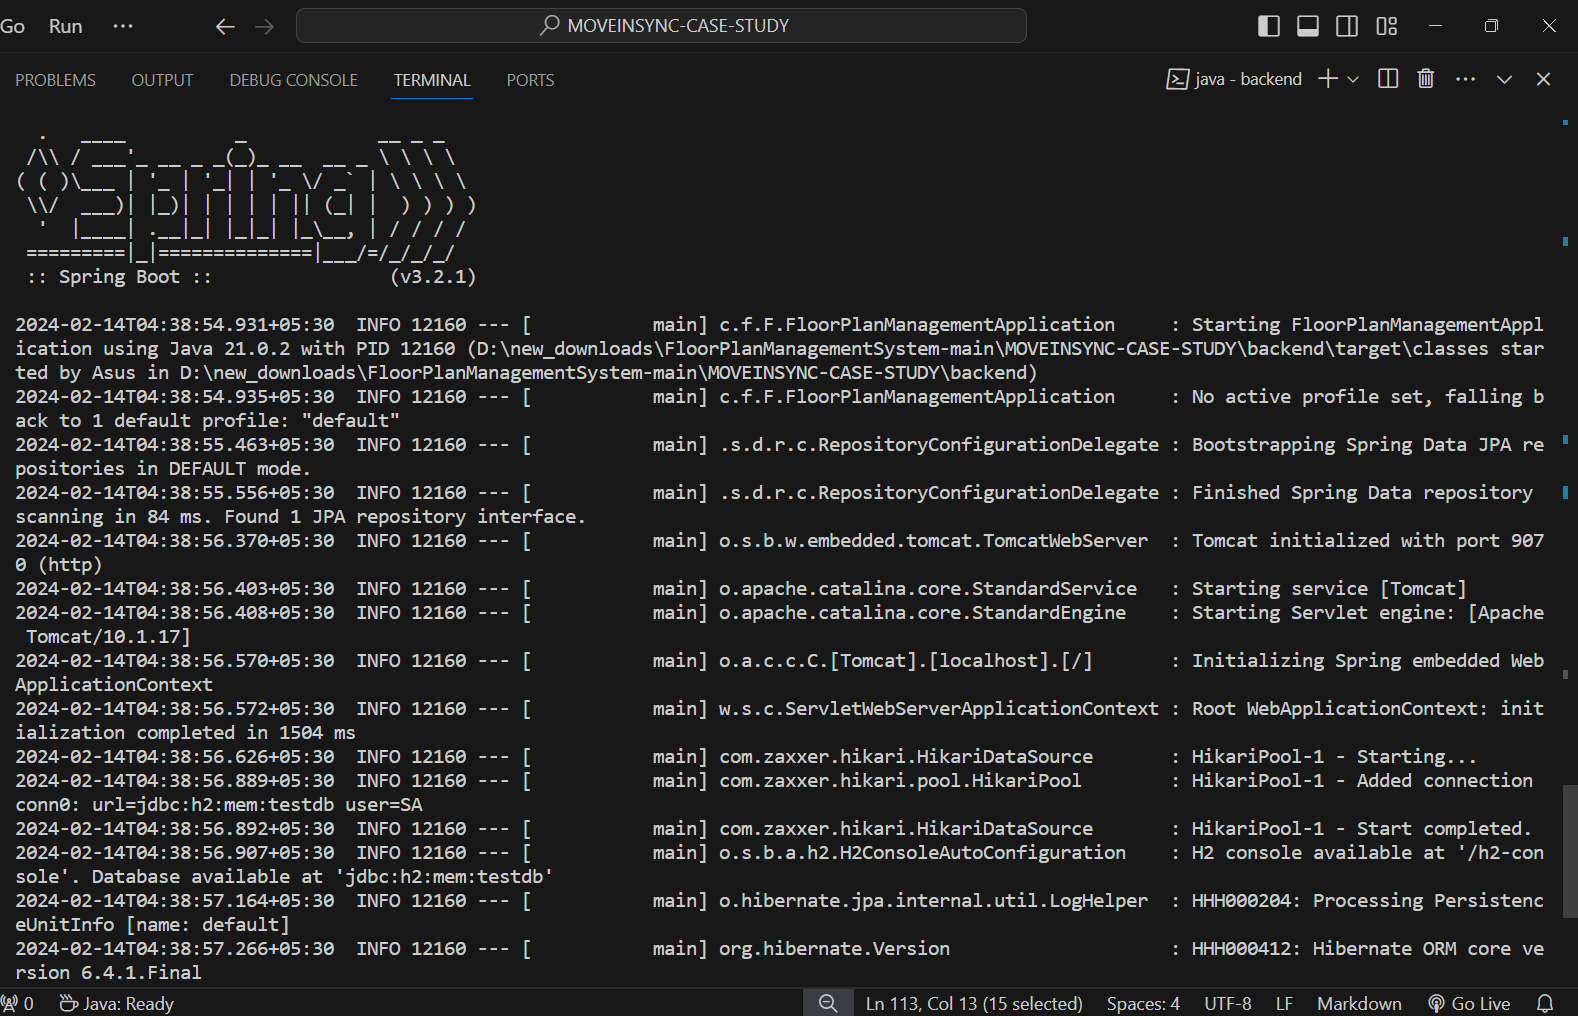 Go Run ··· MOVEINSYNC-CASE-STUDY
PROBLEMS OUTPUT DEBUG CONSOLE TERMINAL PORTS java - backend
  .   ____          _            __ _ _
 /\\ / ___'_ __ _ _(_)_ __  __ _ \ \ \ \
( ( )\___ | '_ | '_| | '_ \/ _` | \ \ \ \
 \\/  ___)| |_)| | | | | || (_| |  ) ) ) )
  '  |____| .__|_| |_|_| |_\__, | / / / /
 =========|_|==============|___/=/_/_/_/
 :: Spring Boot ::                (v3.2.1)
2024-02-14T04:38:54.931+05:30  INFO 12160 --- [           main] c.f.F.FloorPlanManagementApplication     : Starting FloorPlanManagementAppl
ication using Java 21.0.2 with PID 12160 (D:\new_downloads\FloorPlanManagementSystem-main\MOVEINSYNC-CASE-STUDY\backend\target\classes star
ted by Asus in D:\new_downloads\FloorPlanManagementSystem-main\MOVEINSYNC-CASE-STUDY\backend)
2024-02-14T04:38:54.935+05:30  INFO 12160 --- [           main] c.f.F.FloorPlanManagementApplication     : No active profile set, falling b
ack to 1 default profile: "default"
2024-02-14T04:38:55.463+05:30  INFO 12160 --- [           main] .s.d.r.c.RepositoryConfigurationDelegate : Bootstrapping Spring Data JPA re
positories in DEFAULT mode.
2024-02-14T04:38:55.556+05:30  INFO 12160 --- [           main] .s.d.r.c.RepositoryConfigurationDelegate : Finished Spring Data repository
scanning in 84 ms. Found 1 JPA repository interface.
2024-02-14T04:38:56.370+05:30  INFO 12160 --- [           main] o.s.b.w.embedded.tomcat.TomcatWebServer  : Tomcat initialized with port 907
0 (http)
2024-02-14T04:38:56.403+05:30  INFO 12160 --- [           main] o.apache.catalina.core.StandardService   : Starting service [Tomcat]
2024-02-14T04:38:56.408+05:30  INFO 12160 --- [           main] o.apache.catalina.core.StandardEngine    : Starting Servlet engine: [Apache
 Tomcat/10.1.17]
2024-02-14T04:38:56.570+05:30  INFO 12160 --- [           main] o.a.c.c.C.[Tomcat].[localhost].[/]       : Initializing Spring embedded Web
ApplicationContext
2024-02-14T04:38:56.572+05:30  INFO 12160 --- [           main] w.s.c.ServletWebServerApplicationContext : Root WebApplicationContext: init
ialization completed in 1504 ms
2024-02-14T04:38:56.626+05:30  INFO 12160 --- [           main] com.zaxxer.hikari.HikariDataSource       : HikariPool-1 - Starting...
2024-02-14T04:38:56.889+05:30  INFO 12160 --- [           main] com.zaxxer.hikari.pool.HikariPool        : HikariPool-1 - Added connection
conn0: url=jdbc:h2:mem:testdb user=SA
2024-02-14T04:38:56.892+05:30  INFO 12160 --- [           main] com.zaxxer.hikari.HikariDataSource       : HikariPool-1 - Start completed.
2024-02-14T04:38:56.907+05:30  INFO 12160 --- [           main] o.s.b.a.h2.H2ConsoleAutoConfiguration    : H2 console available at '/h2-con
sole'. Database available at 'jdbc:h2:mem:testdb'
2024-02-14T04:38:57.164+05:30  INFO 12160 --- [           main] o.hibernate.jpa.internal.util.LogHelper  : HHH000204: Processing Persistenc
eUnitInfo [name: default]
2024-02-14T04:38:57.266+05:30  INFO 12160 --- [           main] org.hibernate.Version                    : HHH000412: Hibernate ORM core ve
rsion 6.4.1.Final
0 Java: Ready Ln 113, Col 13 (15 selected) Spaces: 4 UTF-8 LF Markdown Go Live